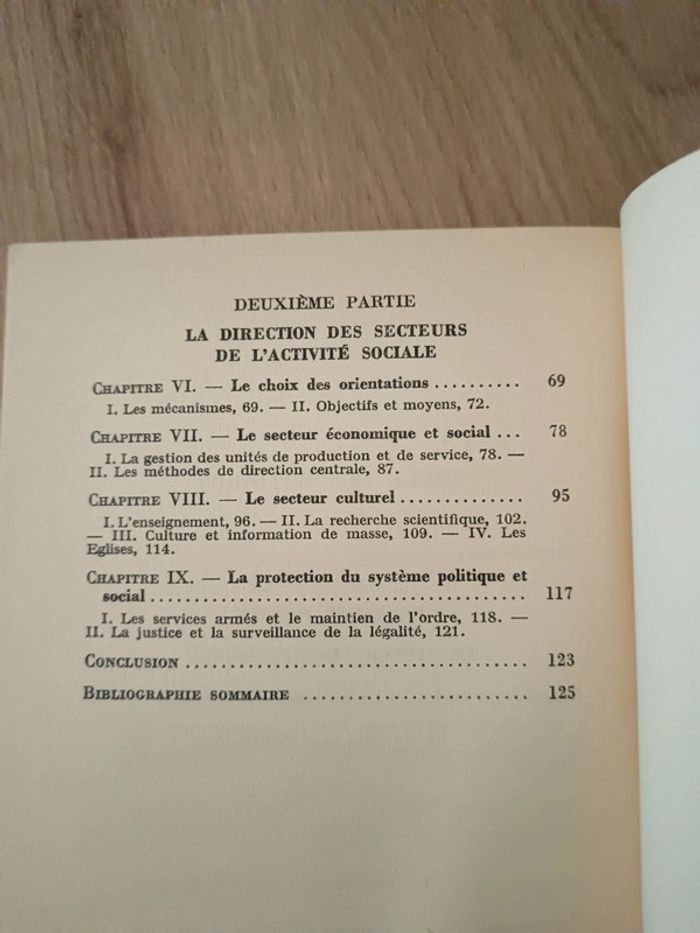 DEUXIÈME PARTIE
LA DIRECTION DES SECTEURS
DE L'ACTIVITÉ SOCIALE
CHAPITRE VI. — Le choix des orientations .......... 69
I. Les mécanismes, 69. — II. Objectifs et moyens, 72.
CHAPITRE VII. — Le secteur économique et social ... 78
I. La gestion des unités de production et de service, 78. —
II. Les méthodes de direction centrale, 87.
CHAPITRE VIII. — Le secteur culturel .............. 95
I. L'enseignement, 96. — II. La recherche scientifique, 102.
— III. Culture et information de masse, 109. — IV. Les
Eglises, 114.
CHAPITRE IX. — La protection du système politique et
social .......................................... 117
I. Les services armés et le maintien de l'ordre, 118. —
II. La justice et la surveillance de la légalité, 121.
CONCLUSION ...................................... 123
BIBLIOGRAPHIE SOMMAIRE ......................... 125